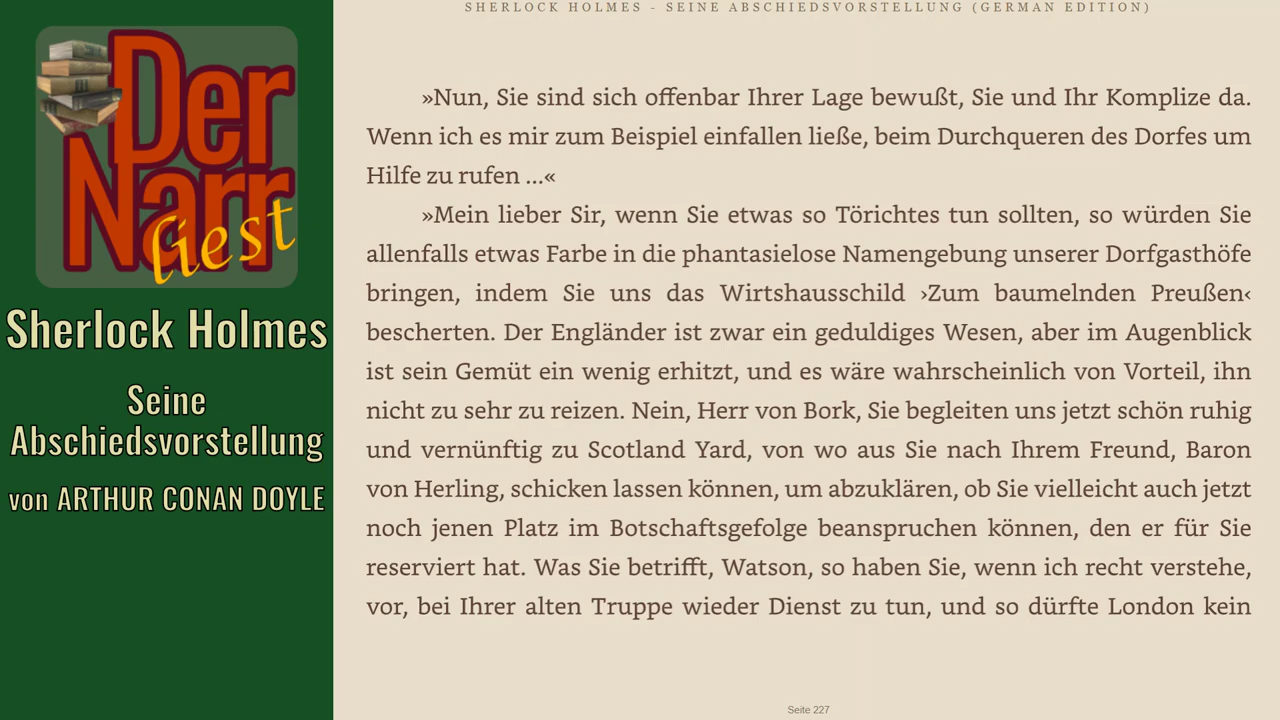 Der
Narr
liest
Sherlock Holmes
Seine
Abschiedsvorstellung
von ARTHUR CONAN DOYLE
SHERLOCK HOLMES - SEINE ABSCHIEDSVORSTELLUNG (GERMAN EDITION)
»Nun, Sie sind sich offenbar Ihrer Lage bewußt, Sie und Ihr Komplize da.
Wenn ich es mir zum Beispiel einfallen ließe, beim Durchqueren des Dorfes um
Hilfe zu rufen ...«
»Mein lieber Sir, wenn Sie etwas so Törichtes tun sollten, so würden Sie
allenfalls etwas Farbe in die phantasielose Namengebung unserer Dorfgasthöfe
bringen, indem Sie uns das Wirtshausschild ›Zum baumelnden Preußen‹
bescherten. Der Engländer ist zwar ein geduldiges Wesen, aber im Augenblick
ist sein Gemüt ein wenig erhitzt, und es wäre wahrscheinlich von Vorteil, ihn
nicht zu sehr zu reizen. Nein, Herr von Bork, Sie begleiten uns jetzt schön ruhig
und vernünftig zu Scotland Yard, von wo aus Sie nach Ihrem Freund, Baron
von Herling, schicken lassen können, um abzuklären, ob Sie vielleicht auch jetzt
noch jenen Platz im Botschaftsgefolge beanspruchen können, den er für Sie
reserviert hat. Was Sie betrifft, Watson, so haben Sie, wenn ich recht verstehe,
vor, bei Ihrer alten Truppe wieder Dienst zu tun, und so dürfte London kein
Seite 227